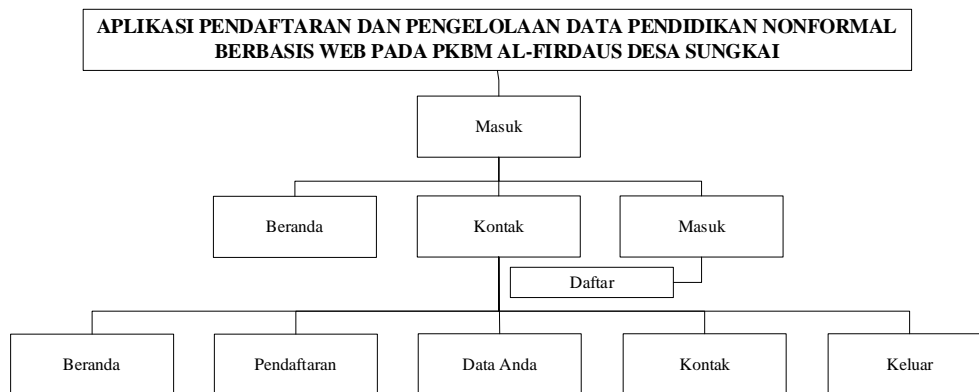 APLIKASI PENDAFTARAN DAN PENGELOLAAN DATA PENDIDIKAN NONFORMAL
BERBASIS WEB PADA PKBM AL-FIRDAUS DESA SUNGKAI
Masuk
Beranda
Kontak
Masuk
Daftar
Beranda
Pendaftaran
Data Anda
Kontak
Keluar